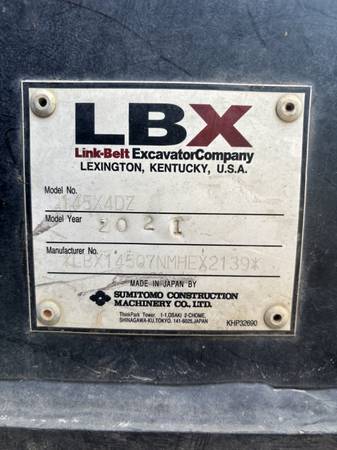 LBX
Link-Belt Excavator Company
LEXINGTON, KENTUCKY, U.S.A.
Model No.
145X4DZ
Model Year
2021
Manufacturer No.
*LBX145Q7NMHEX2139*
MADE IN JAPAN BY
SUMITOMO CONSTRUCTION
MACHINERY CO., LTD.
ThinkPark Tower 1-1, OSAKI 2-CHOME,
SHINAGAWA-KU, TOKYO, 141-6025, JAPAN
KHP32690